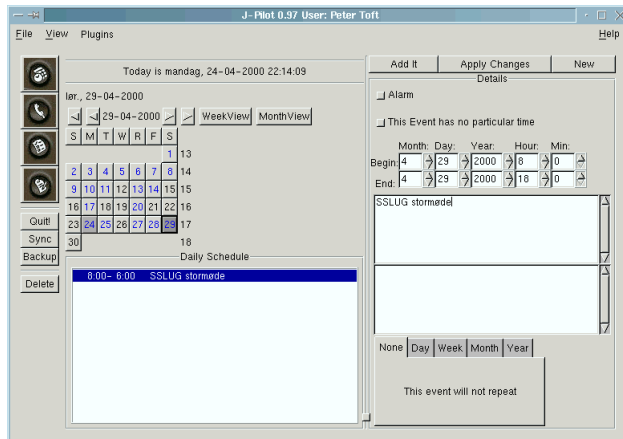 J-Pilot 0.97 User: Peter Toft
File View Plugins Help
Today is mandag, 24-04-2000 22:14:09
lør., 29-04-2000
29-04-2000 WeekView MonthView
S M T W R F S
1 13
2 3 4 5 6 7 8 14
9 10 11 12 13 14 15 15
16 17 18 19 20 21 22 16
23 24 25 26 27 28 29 17
30 18
Quit!
Sync
Backup
Delete
Daily Schedule
8:00- 6:00 SSLUG stormøde
Add It Apply Changes New
Details
Alarm
This Event has no particular time
Month: Day: Year: Hour: Min:
Begin: 4 29 2000 8 0
End: 4 29 2000 18 0
SSLUG stormøde
None Day Week Month Year
This event will not repeat